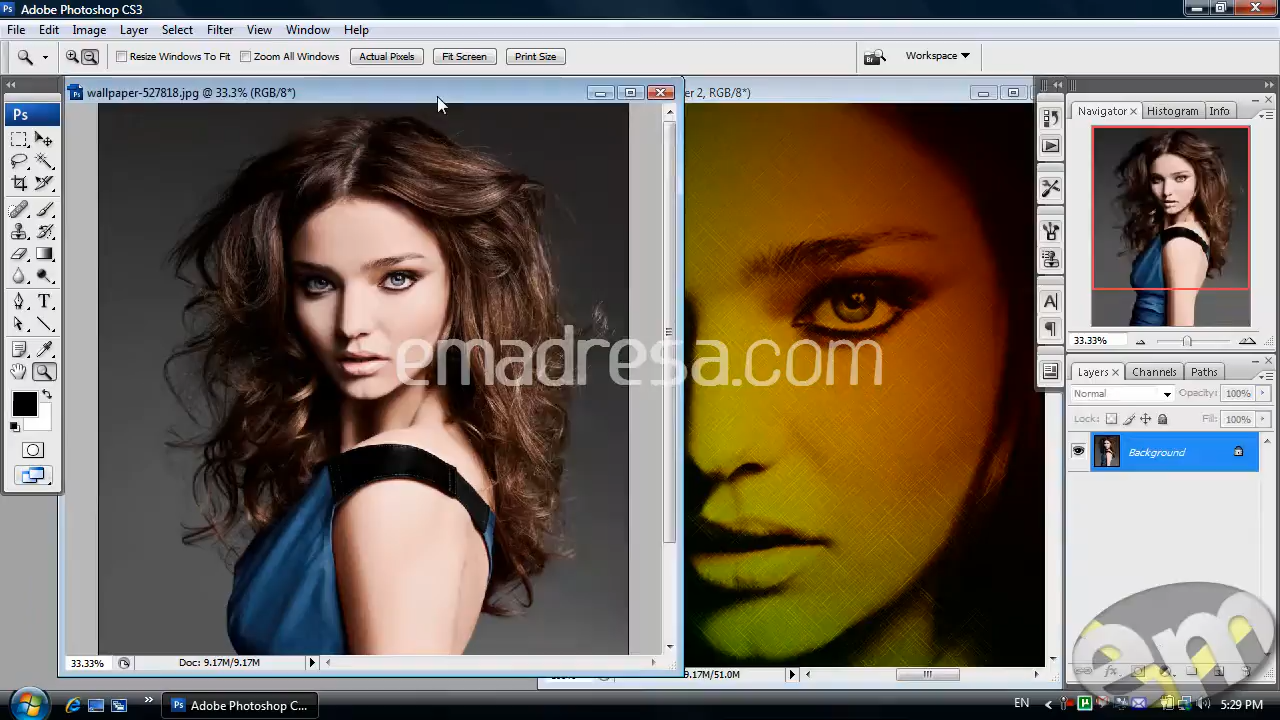 Adobe Photoshop CS3
File Edit Image Layer Select Filter View Window Help
Resize Windows To Fit Zoom All Windows Actual Pixels Fit Screen Print Size Workspace
wallpaper-527818.jpg @ 33.3% (RGB/8*)
er 2, RGB/8*)
Ps
Navigator Histogram Info
33.33%
Layers Channels Paths
Normal Opacity: 100%
Lock: Fill: 100%
Background
emadresa.com
em
33.33% Doc: 9.17M/9.17M
9.17M/51.0M
Adobe Photoshop C...
EN
5:29 PM